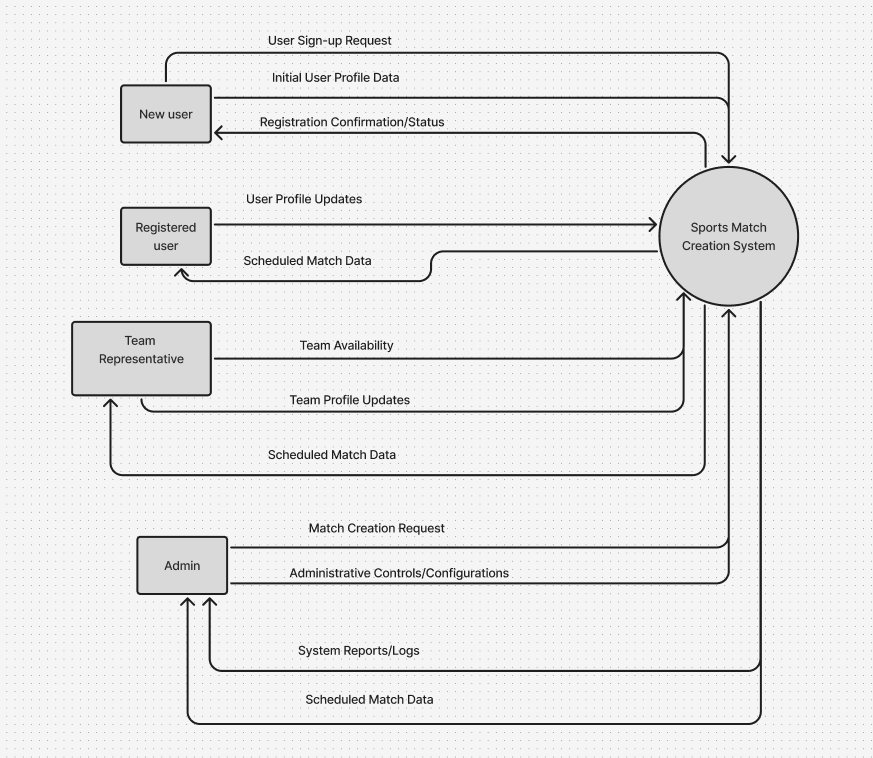 User Sign-up Request
Initial User Profile Data
New user
Registration Confirmation/Status
User Profile Updates
Registered
user
Sports Match
Creation System
Scheduled Match Data
Team
Representative
Team Availability
Team Profile Updates
Scheduled Match Data
Match Creation Request
Admin
Administrative Controls/Configurations
System Reports/Logs
Scheduled Match Data